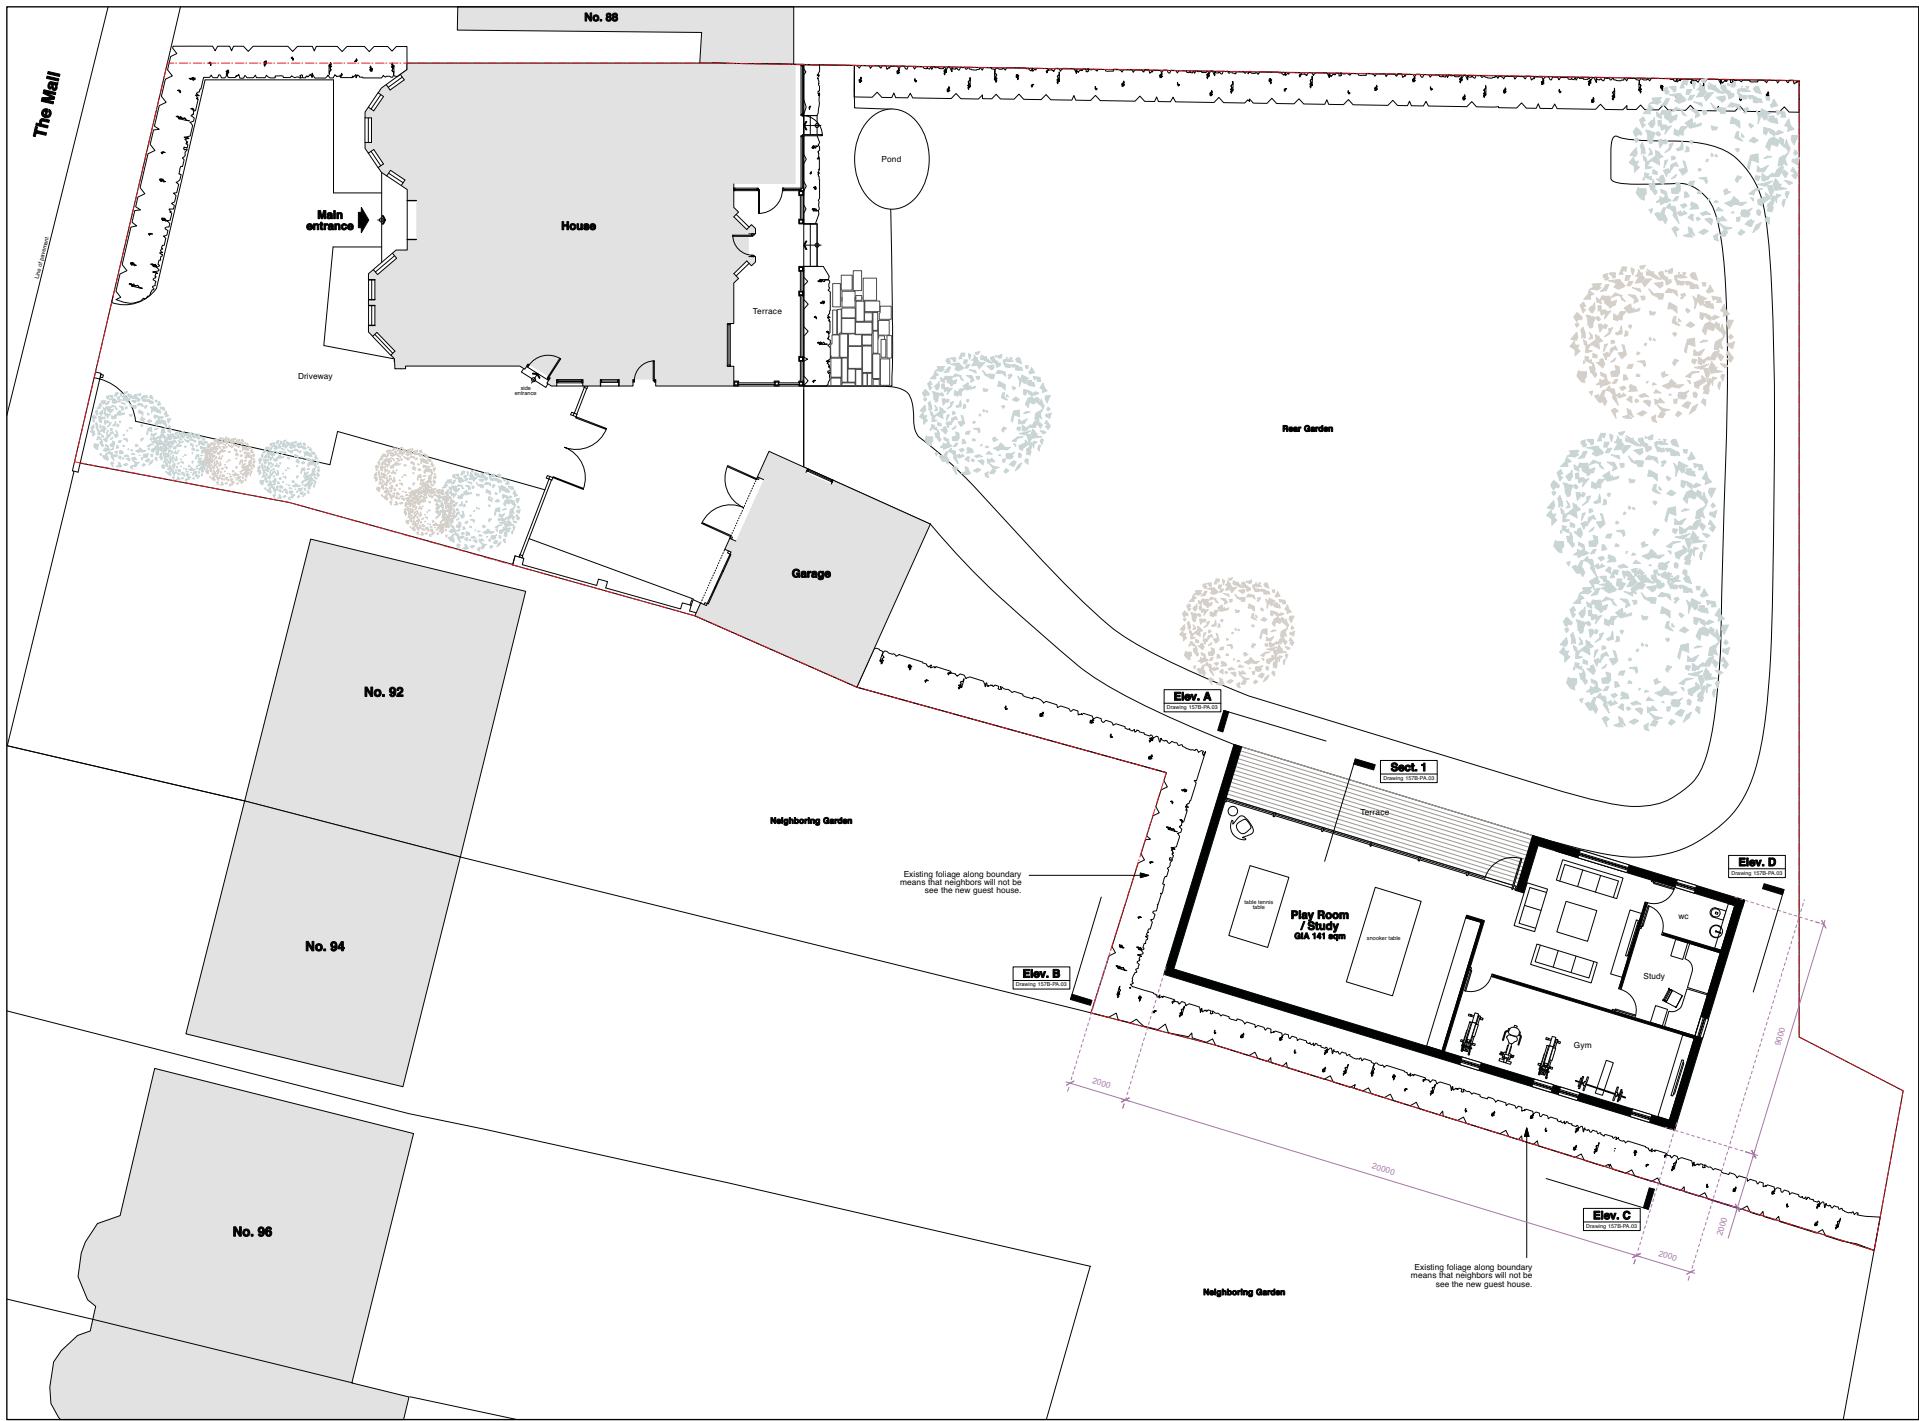 No. 88
The Mall
Line of pavement
Main
entrance
House
Pond
Terrace
Driveway
side
entrance
Rear Garden
Garage
No. 92
Elev. A
Drawing 157B-PA.03
Sect. 1
Drawing 157B-PA.03
Terrace
Neighboring Garden
Existing foliage along boundary
means that neighbors will not be
see the new guest house.
Elev. D
Drawing 157B-PA.03
table tennis
table
Play Room
/ Study
GIA 141 sqm
snooker table
WC
Study
No. 94
Elev. B
Drawing 157B-PA.03
Gym
9000
2000
20000
2000
2000
Elev. C
Drawing 157B-PA.03
No. 96
Existing foliage along boundary
means that neighbors will not be
see the new guest house.
Neighboring Garden